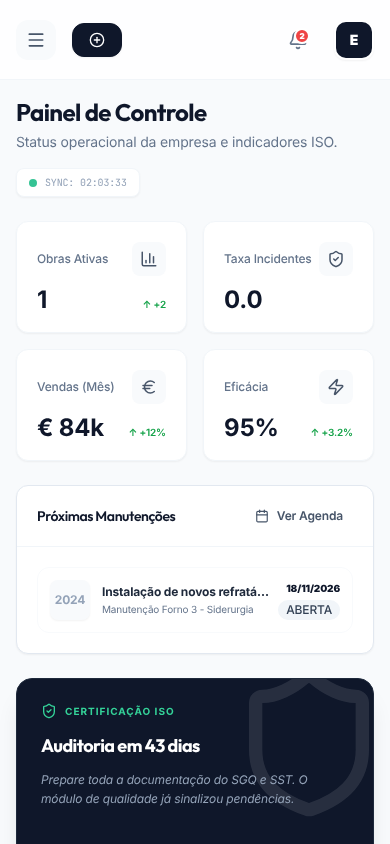 2
E
Painel de Controle
Status operacional da empresa e indicadores ISO.
SYNC: 02:03:33
Obras Ativas
1
↑ +2
Taxa Incidentes
0.0
Vendas (Mês)
€ 84k
↑ +12%
Eficácia
95%
↑ +3.2%
Próximas Manutenções
Ver Agenda
2024
Instalação de novos refratá...
Manutenção Forno 3 - Siderurgia
18/11/2026
ABERTA
CERTIFICAÇÃO ISO
Auditoria em 43 dias
Prepare toda a documentação do SGQ e SST. O
módulo de qualidade já sinalizou pendências.